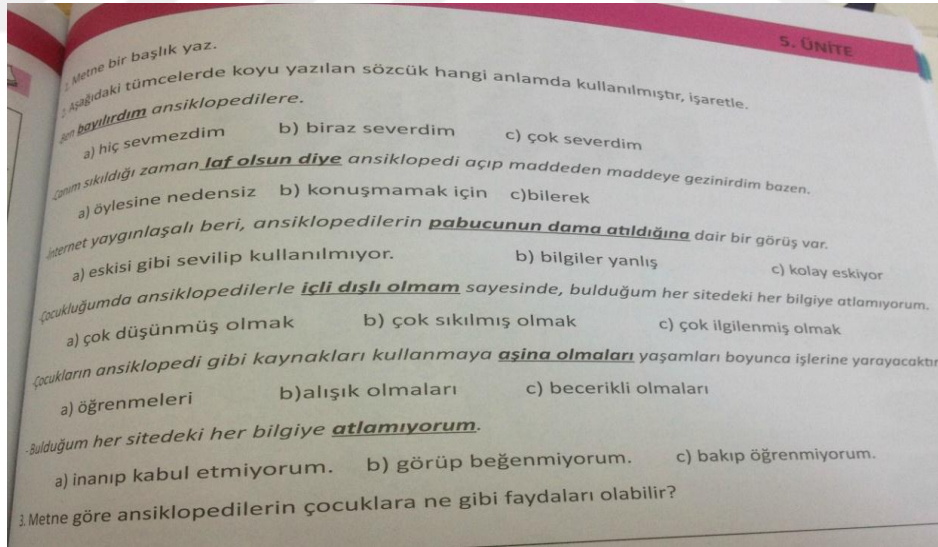 5. ÜNİTE
1. Metne bir başlık yaz.
2. Aşağıdaki tümcelerde koyu yazılan sözcük hangi anlamda kullanılmıştır, işaretle.
-Ben bayılırdım ansiklopedilere.
a) hiç sevmezdim b) biraz severdim c) çok severdim
-Canım sıkıldığı zaman laf olsun diye ansiklopedi açıp maddeden maddeye gezinirdim bazen.
a) öylesine nedensiz b) konuşmamak için c)bilerek
-İnternet yaygınlaşalı beri, ansiklopedilerin pabucunun dama atıldığına dair bir görüş var.
a) eskisi gibi sevilip kullanılmıyor. b) bilgiler yanlış c) kolay eskiyor
-Çocukluğumda ansiklopedilerle içli dışlı olmam sayesinde, bulduğum her sitedeki her bilgiye atlamıyorum.
a) çok düşünmüş olmak b) çok sıkılmış olmak c) çok ilgilenmiş olmak
-Çocukların ansiklopedi gibi kaynakları kullanmaya aşina olmaları yaşamları boyunca işlerine yarayacaktır
a) öğrenmeleri b)alışık olmaları c) becerikli olmaları
-Bulduğum her sitedeki her bilgiye atlamıyorum.
a) inanıp kabul etmiyorum. b) görüp beğenmiyorum. c) bakıp öğrenmiyorum.
3. Metne göre ansiklopedilerin çocuklara ne gibi faydaları olabilir?